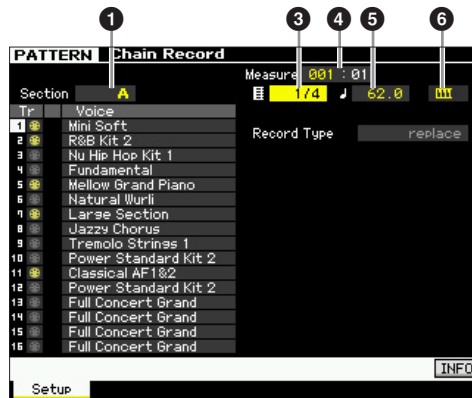 1 3 4 5 6
PATTERN Chain Record
Measure 001 : 01
Section A 1/4 ♩ 62.0
Tr Voice
1 Mini Soft
2 R&B Kit 2
Record Type replace
3 Nu Hip Hop Kit 1
4 Fundamental
5 Mellow Grand Piano
6 Natural Wurli
7 Large Section
8 Jazzy Chorus
9 Tremolo Strings 1
10 Power Standard Kit 2
11 Classical AF1&2
12 Power Standard Kit 2
13 Full Concert Grand
14 Full Concert Grand
15 Full Concert Grand
16 Full Concert Grand
INFO
Setup